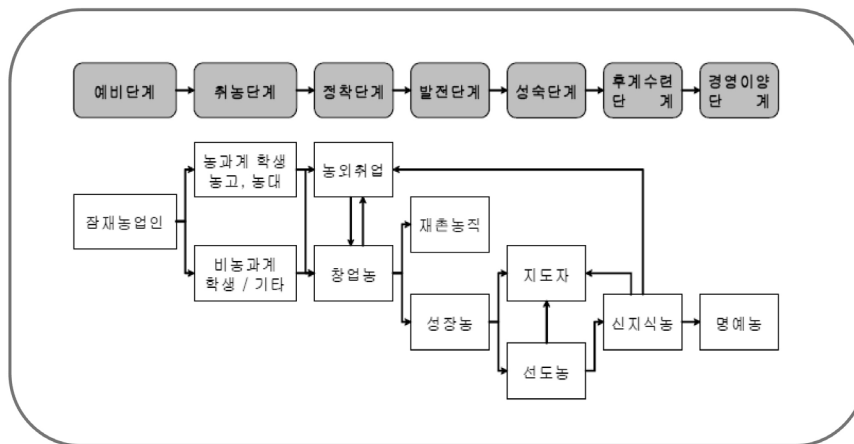 예비단계
취농단계
정착단계
발전단계
성숙단계
후계수련
단 계
경영이양
단 계
농과계 학생
농고, 농대
농외취업
잠재농업인
재촌농직
비농과계
학생 / 기타
창업농
지도자
성장농
신지식농
명예농
선도농